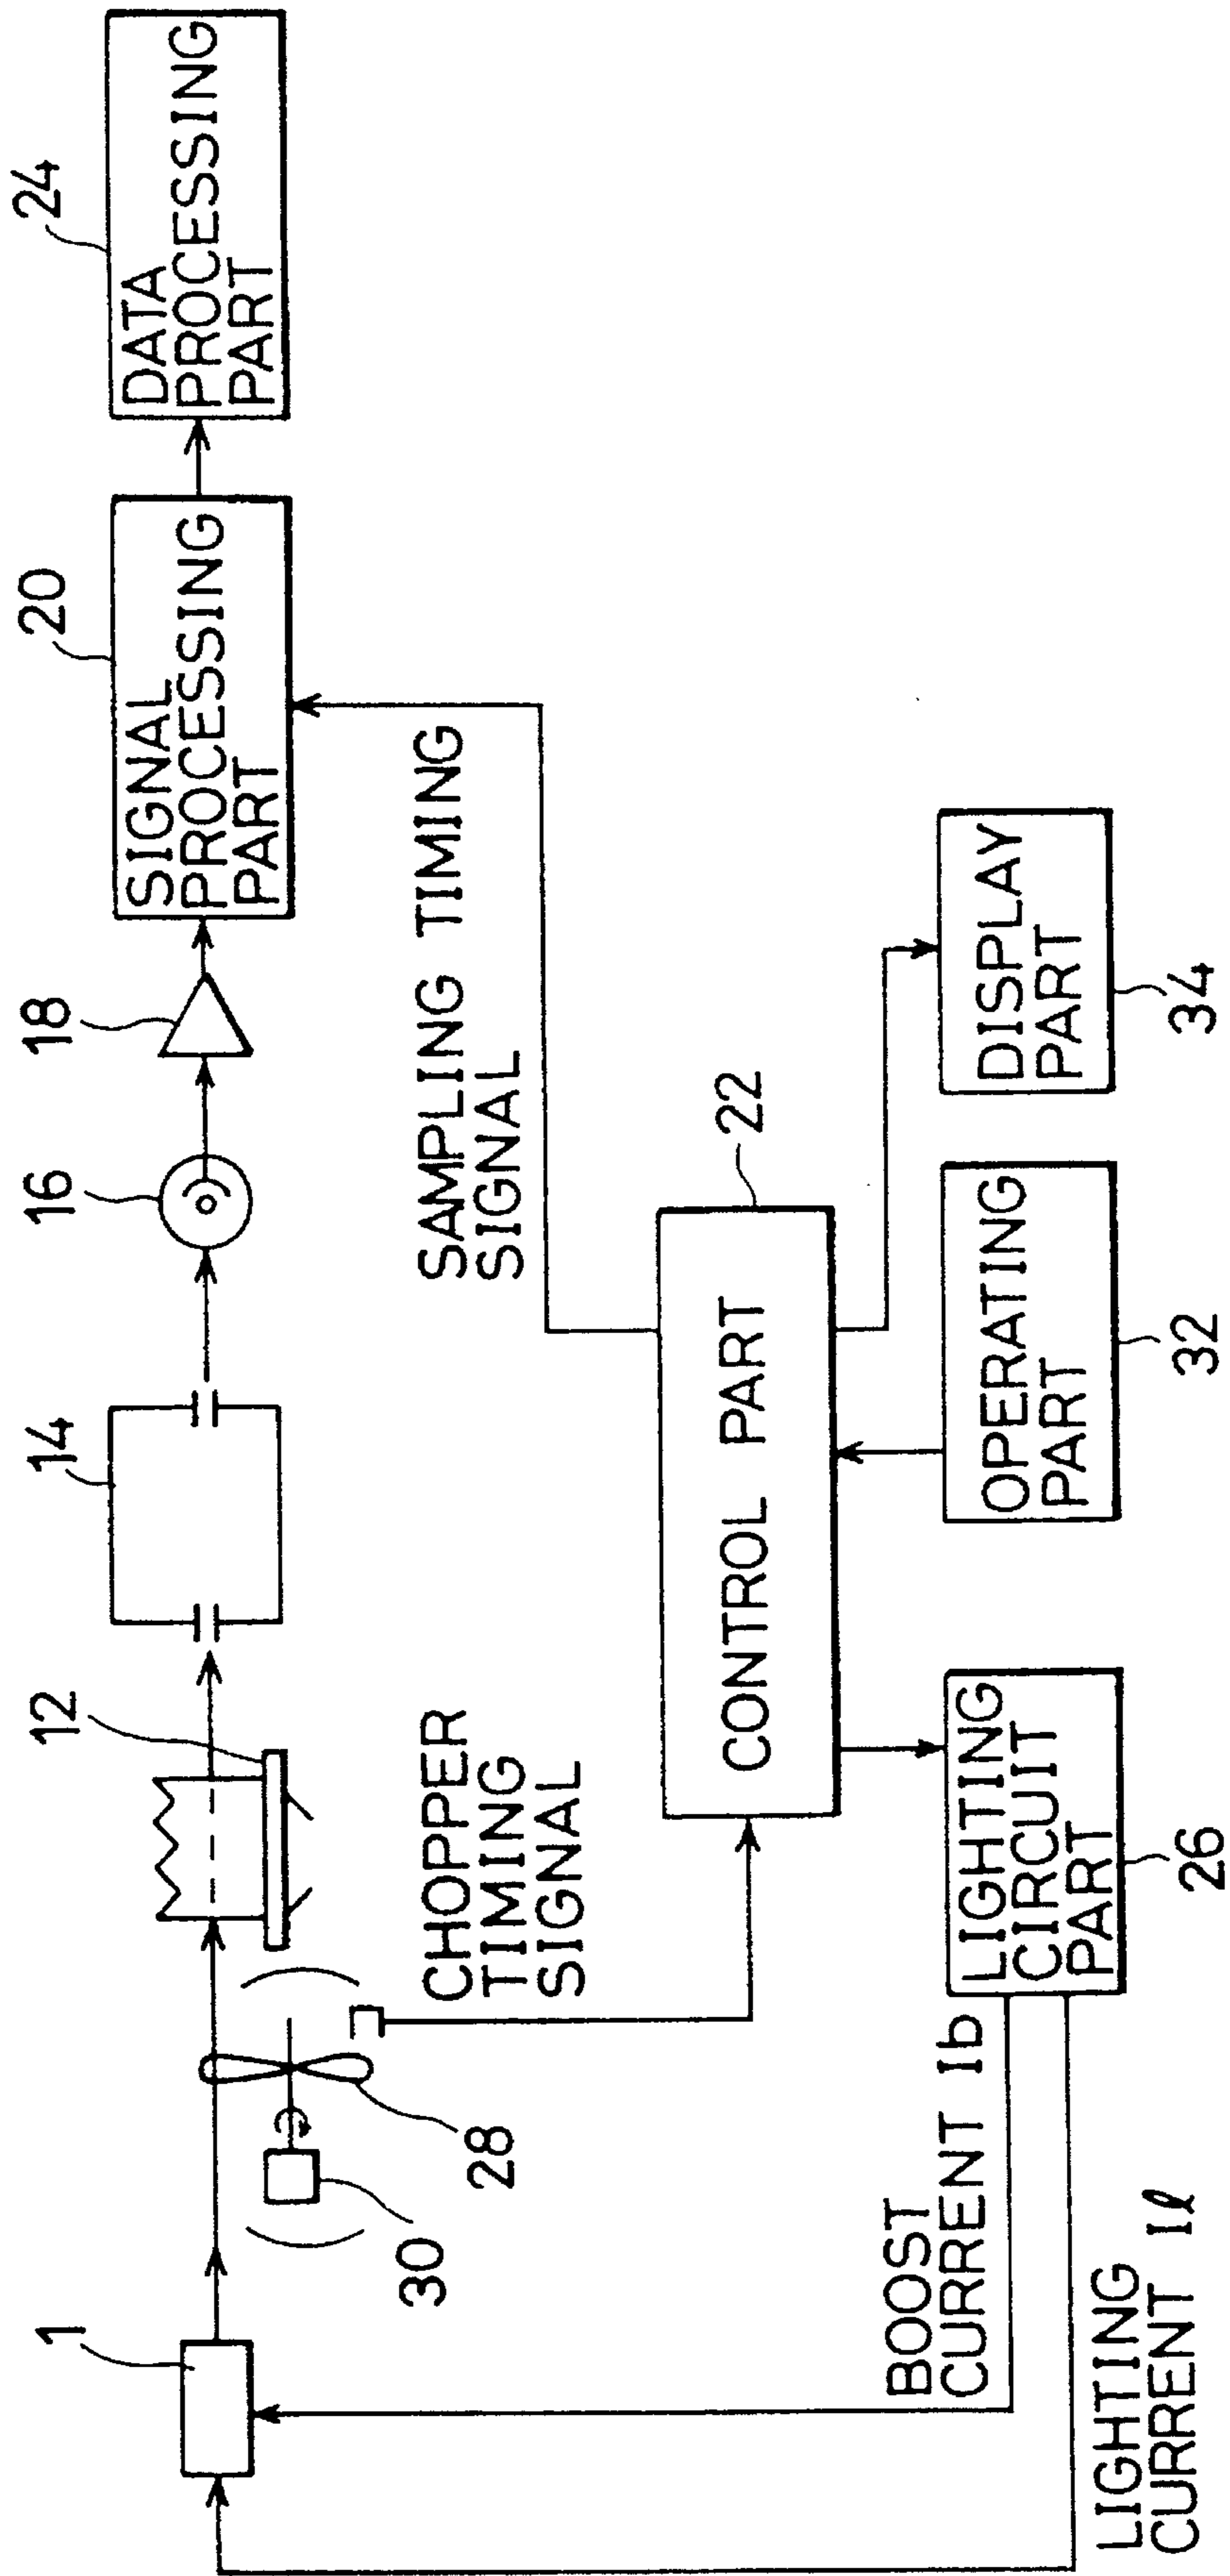 1
30
28
12
14
16
18
20
24
SIGNAL
PROCESSING
PART
DATA
PROCESSING
PART
CHOPPER
TIMING
SIGNAL
SAMPLING TIMING
SIGNAL
22
CONTROL PART
BOOST
CURRENT Ib
LIGHTING
CIRCUIT
PART
26
OPERATING
PART
32
DISPLAY
PART
34
LIGHTING
CURRENT Iℓ